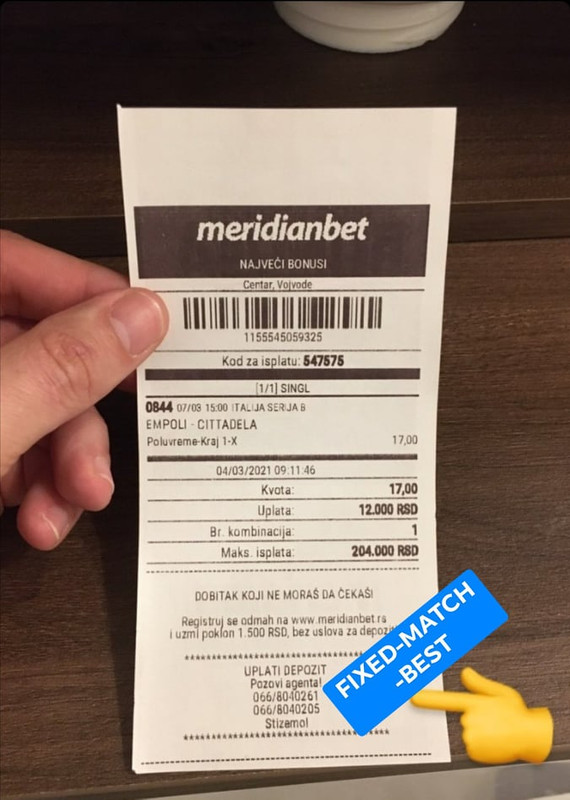 meridianbet
NAJVEĆI BONUSI
Centar, Vojvode
1155545059325
Kod za isplatu: 547575
[1/1] SINGL
0844 07/03 15:00 ITALIJA SERIJA B
EMPOLI - CITTADELA
Poluvreme-Kraj 1-X 17,00
04/03/2021 09:11:46
Kvota: 17,00
Uplata: 12.000 RSD
Br. kombinacija: 1
Maks. isplata: 204.000 RSD
DOBITAK KOJI NE MORAŠ DA ČEKAŠ!
Registruj se odmah na www.meridianbet.rs
i uzmi poklon 1.500 RSD, bez uslova za
****************************************
UPLATI DEPOZIT
Pozovi agenta!
066/8040261
066/8040205
Stižemo!
****************************************
FIXED-MATCH
-BEST